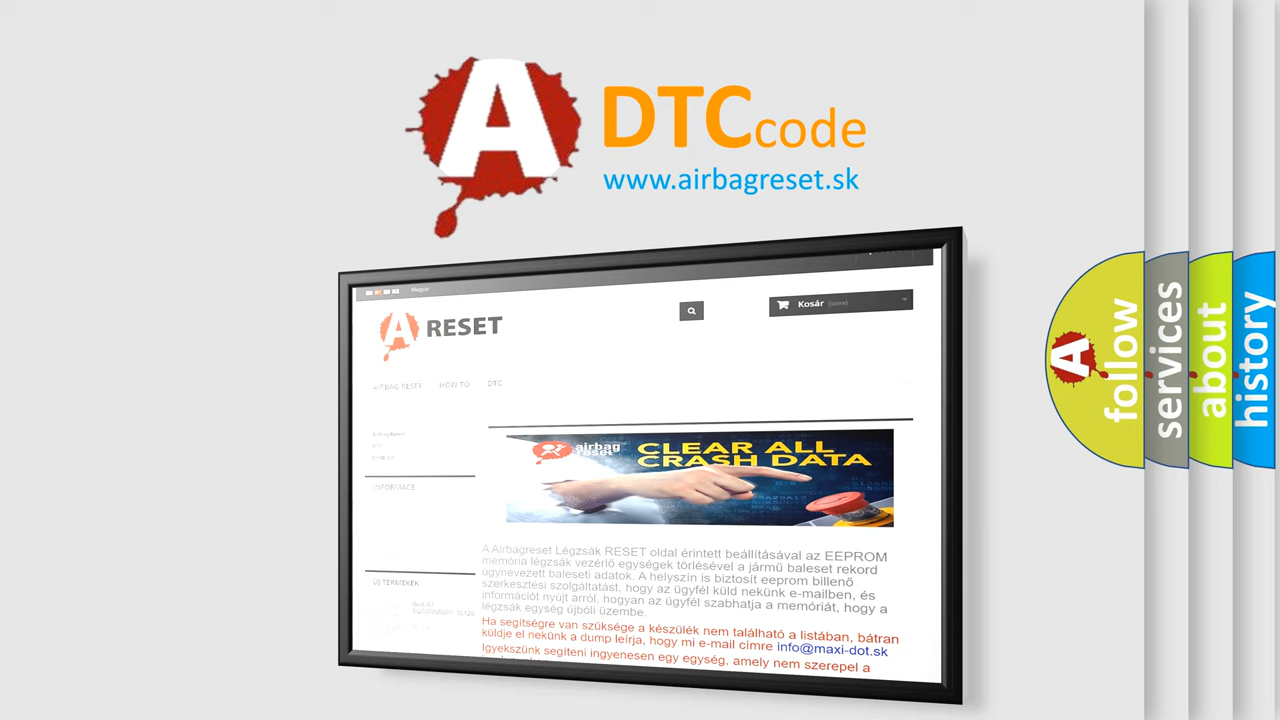 A
DTCcode
www.airbagreset.sk
Magyar
Kosár
A RESET
AIRBAG RESET HOW TO DTC
airbag
reset
CLEAR ALL
CRASH DATA
INFORMACE
A Airbagreset Légzsák RESET oldal érintett beállításával az EEPROM
memória légzsák vezérlő egységek törlésével a jármű baleset rekord
úgynevezett baleseti adatok. A helyszín is biztosít eeprom billenő
szerkesztési szolgáltatást, hogy az ügyfél küld nekünk e-mailben, és
információt nyújt arról, hogyan az ügyfél szabhatja a memóriát, hogy a
légzsák egység újbóli üzembe.
Ha segítségre van szüksége a készülék nem található a listában, bátran
küldje el nekünk a dump leírja, hogy mi e-mail címre info@maxi-dot.sk
Igyekszünk segíteni ingyenesen egy egység, amely nem szerepel a
ÚJ TERMÉKEK
A
follow
services
about
history